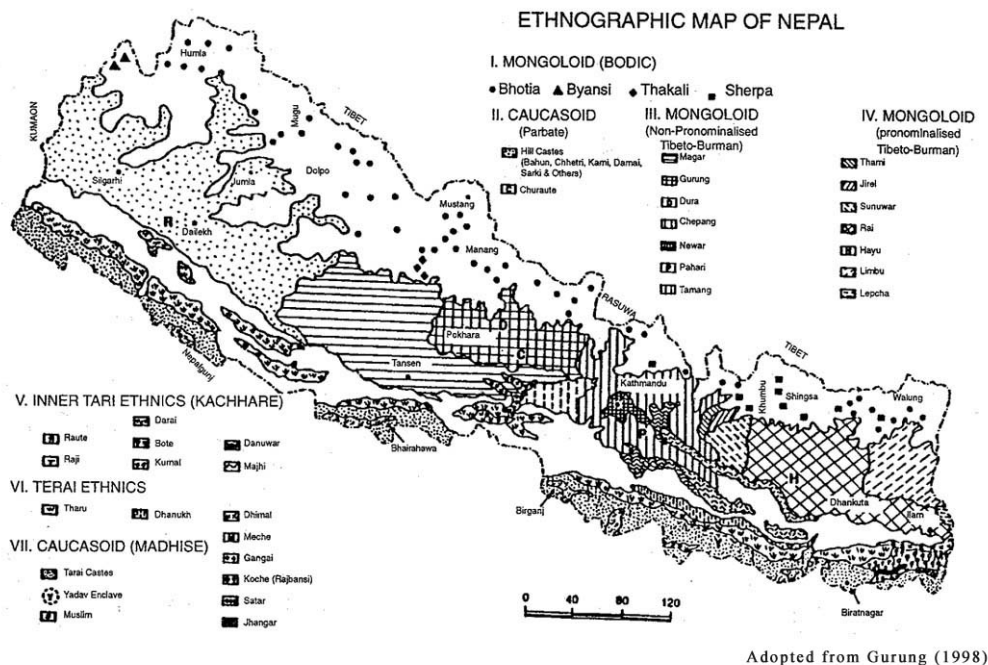 ETHNOGRAPHIC MAP OF NEPAL
I. MONGOLOID (BODIC)
Bhotia Byansi Thakali Sherpa
II. CAUCASOID
(Parbate)
Hill Castes
(Bahun, Chhetri, Kami, Damai,
Sarki & Others)
Churaute
III. MONGOLOID
(Non-Pronominalised
Tibeto-Burman)
Magar
Gurung
Dura
Chepang
Newar
Pahari
Tamang
IV. MONGOLOID
(pronominalised
Tibeto-Burman)
Thami
Jirel
Sunuwar
Rai
Hayu
Limbu
Lepcha
Humla
KUMAON
TIBET
Mugu
Silgarhi
Jumla
Dolpo
R
Dailekh
Mustang
Manang
RASUWA
Nepalgunj
Pokhara
C
Tansen
Kathmandu
P
TIBET
Khumbu
Shingsa
Walung
H
Dhankuta
Ilam
Bhairahawa
Birganj
Biratnagar
V. INNER TARI ETHNICS (KACHHARE)
Raute
Raji
Darai
Bote
Kumal
Danuwar
Majhi
VI. TERAI ETHNICS
Tharu
Dhanukh
Dhimal
Meche
Gangai
Koche (Rajbansi)
Satar
Jhangar
VII. CAUCASOID (MADHISE)
Tarai Castes
Yadav Enclave
Muslim
0 40 80 120
Adopted from Gurung (1998)